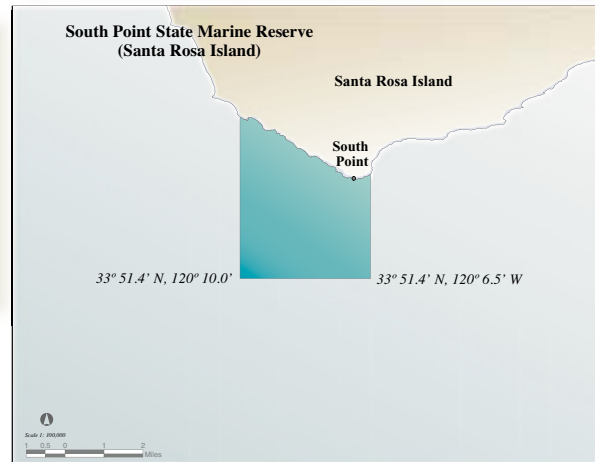 South Point State Marine Reserve
(Santa Rosa Island)
Santa Rosa Island
South
Point
33º 51.4’ N, 120º 10.0’
33º 51.4’ N, 120º 6.5’ W
Scale 1: 100,000
1 0.5 0 1 2
Miles